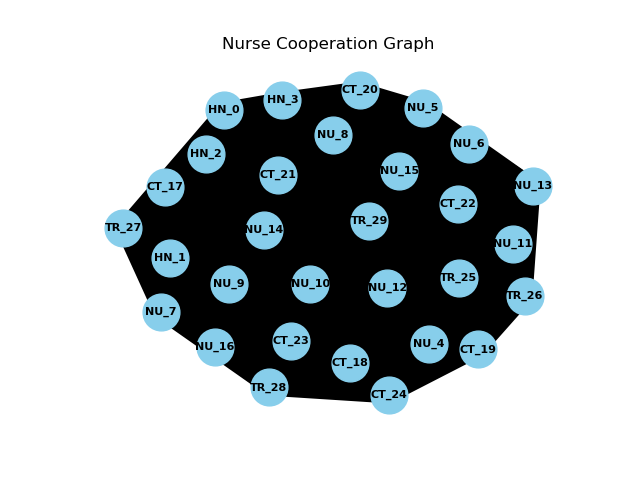 Nurse Cooperation Graph
CT_20
HN_3
NU_5
HN_0
NU_8
NU_6
HN_2
NU_15
CT_21
NU_13
CT_17
CT_22
TR_29
TR_27
NU_14
NU_11
HN_1
TR_25
NU_9
NU_10
NU_12
TR_26
NU_7
CT_23
NU_4
NU_16
CT_19
CT_18
TR_28
CT_24